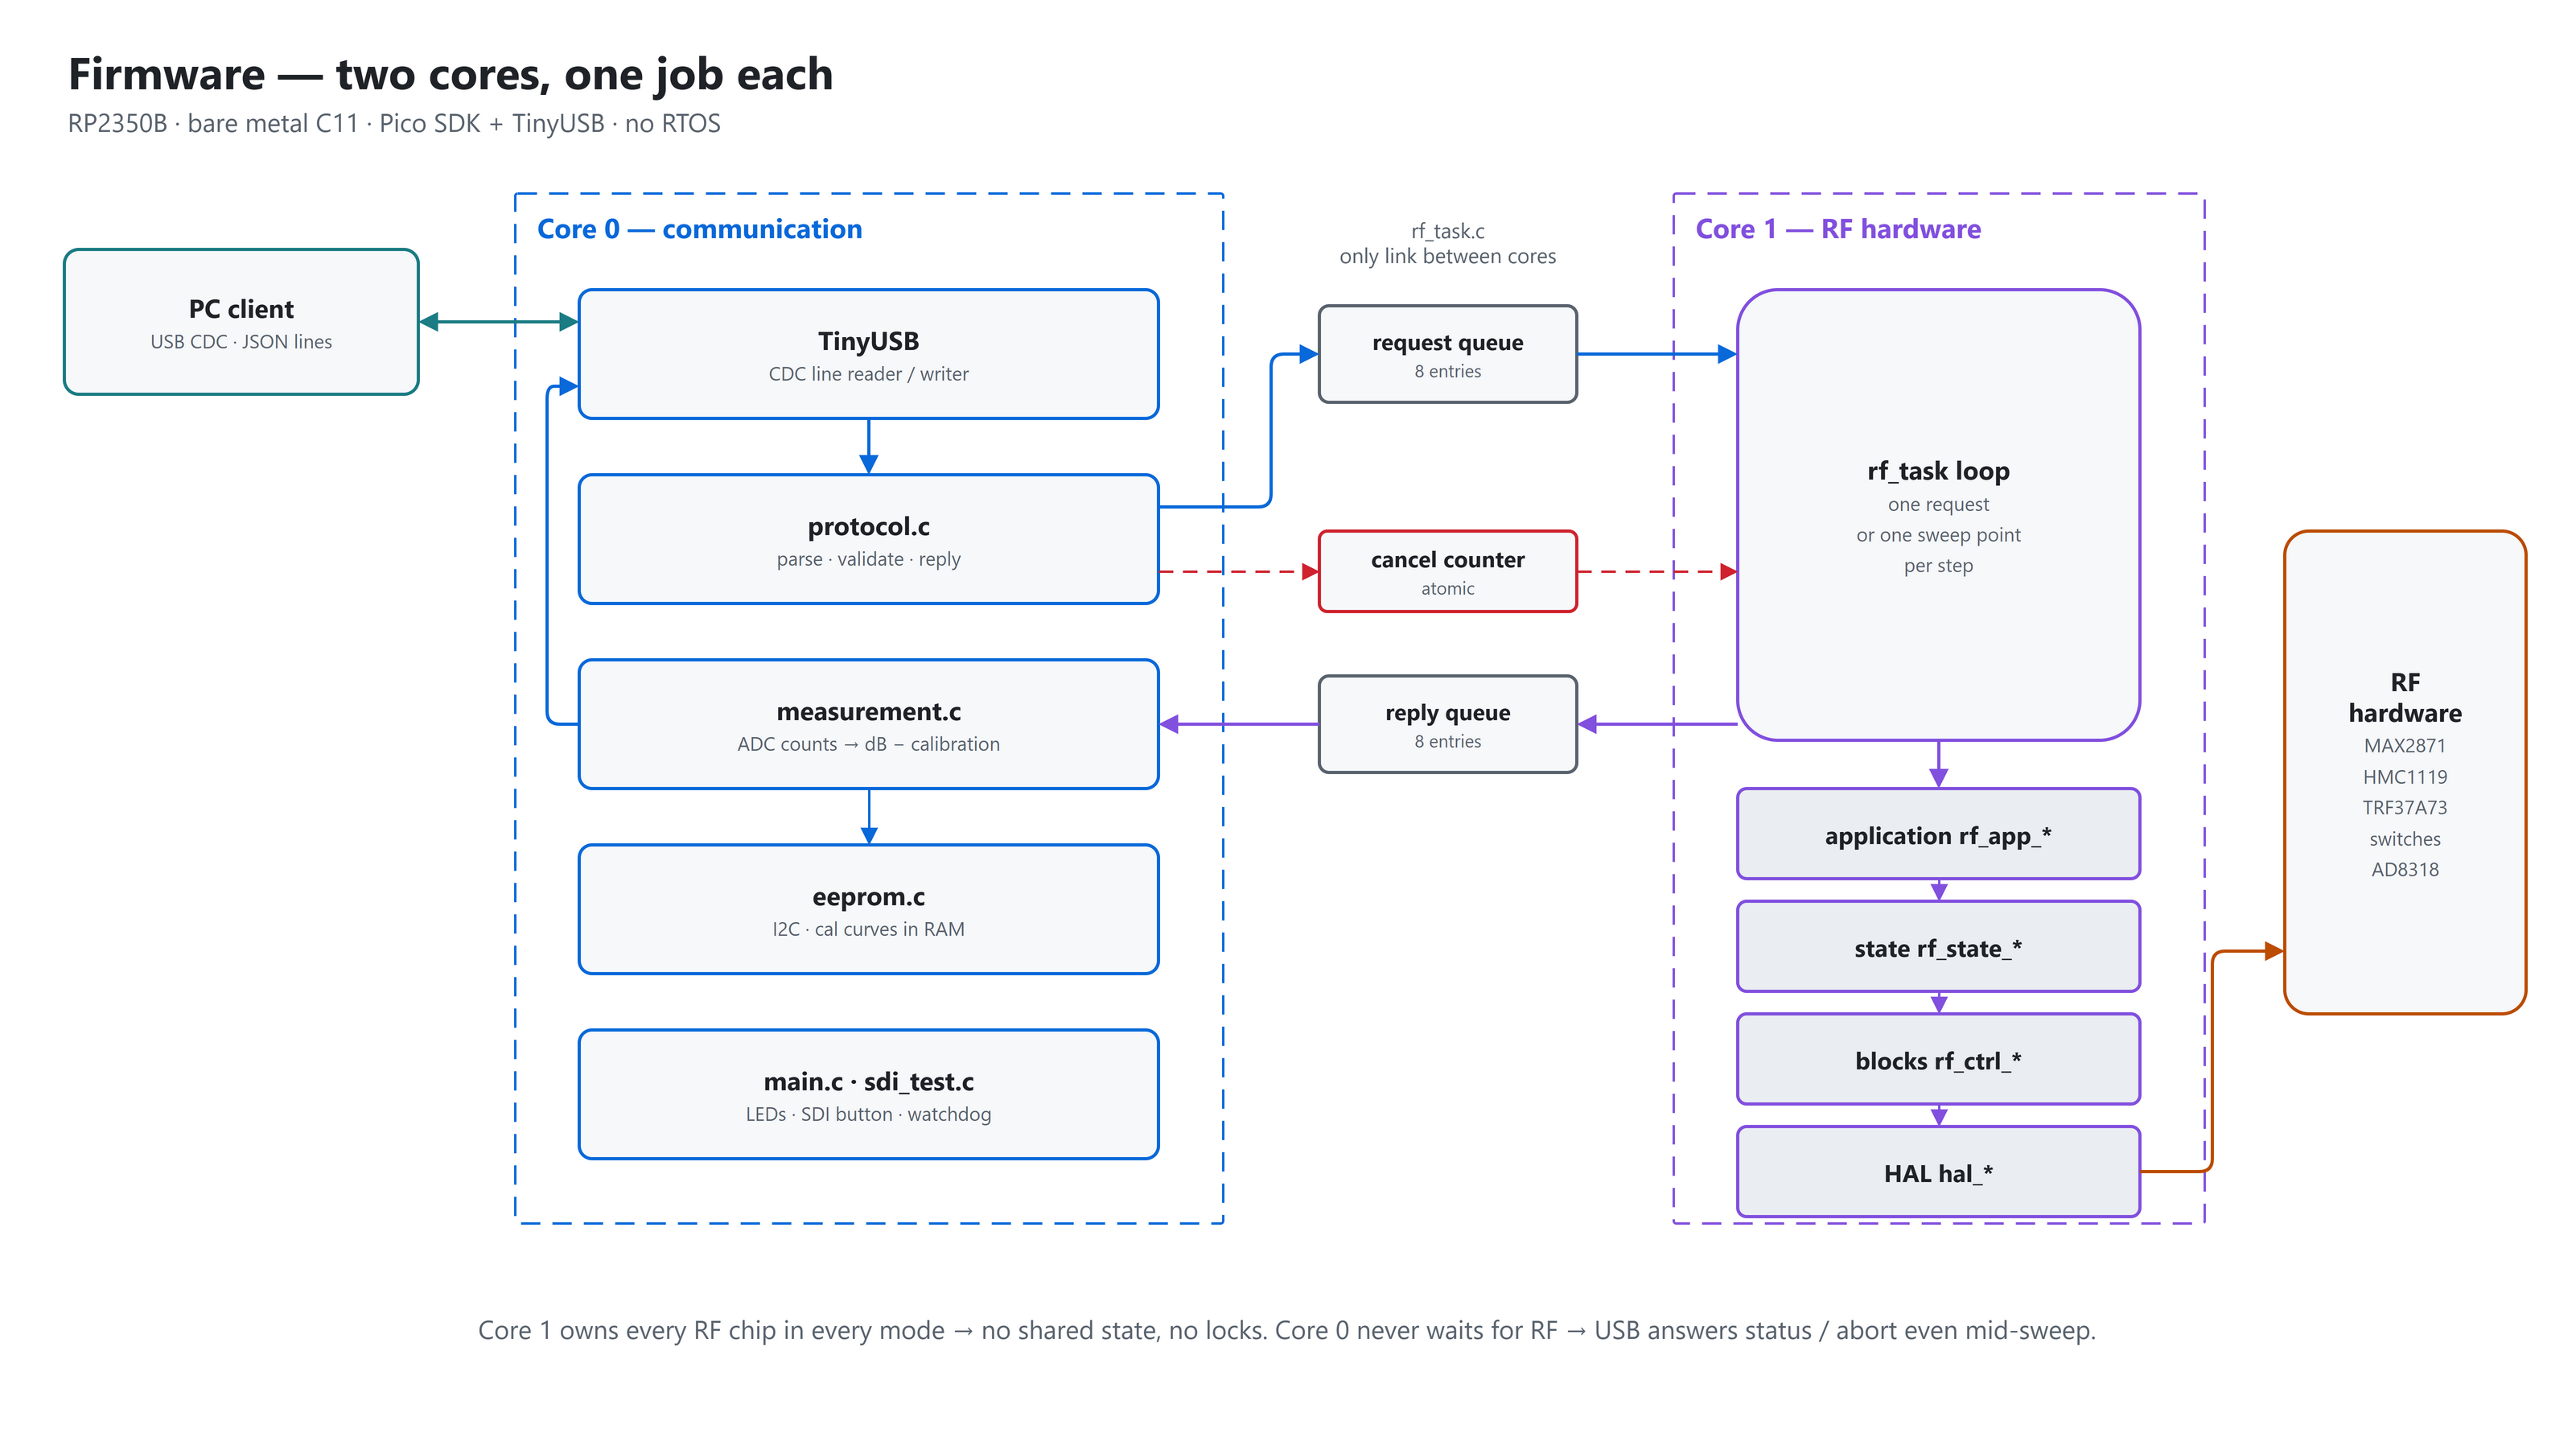 Firmware — two cores, one job each
RP2350B · bare metal C11 · Pico SDK + TinyUSB · no RTOS
PC client
USB CDC · JSON lines
Core 0 — communication
TinyUSB
CDC line reader / writer
protocol.c
parse · validate · reply
measurement.c
ADC counts → dB − calibration
eeprom.c
I2C · cal curves in RAM
main.c · sdi_test.c
LEDs · SDI button · watchdog
rf_task.c
only link between cores
request queue
8 entries
cancel counter
atomic
reply queue
8 entries
Core 1 — RF hardware
rf_task loop
one request
or one sweep point
per step
application rf_app_*
state rf_state_*
blocks rf_ctrl_*
HAL hal_*
RF
hardware
MAX2871
HMC1119
TRF37A73
switches
AD8318
Core 1 owns every RF chip in every mode → no shared state, no locks. Core 0 never waits for RF → USB answers status / abort even mid-sweep.